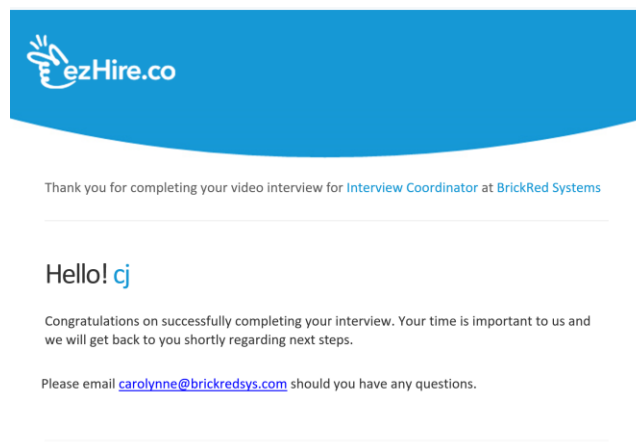 ezHire.co
Thank you for completing your video interview for Interview Coordinator at BrickRed Systems
Hello! cj
Congratulations on successfully completing your interview. Your time is important to us and
we will get back to you shortly regarding next steps.
Please email carolynne@brickredsys.com should you have any questions.